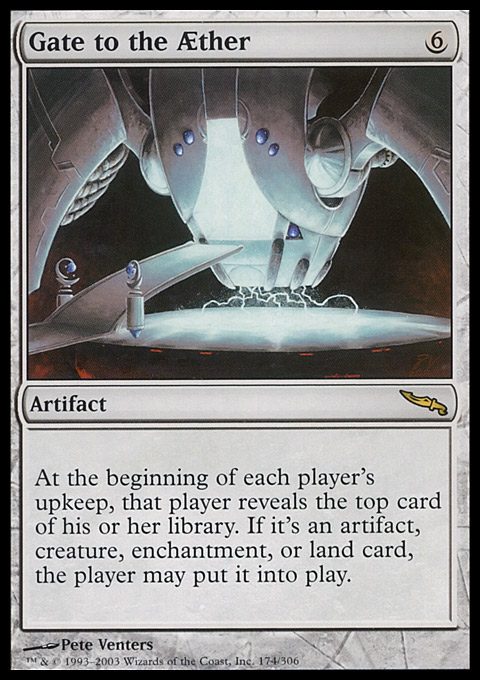 Gate to the Æther
6
Artifact
At the beginning of each player's
upkeep, that player reveals the top card
of his or her library. If it's an artifact,
creature, enchantment, or land card,
the player may put it into play.
Pete Venters
™ & © 1993–2003 Wizards of the Coast, Inc. 174/306